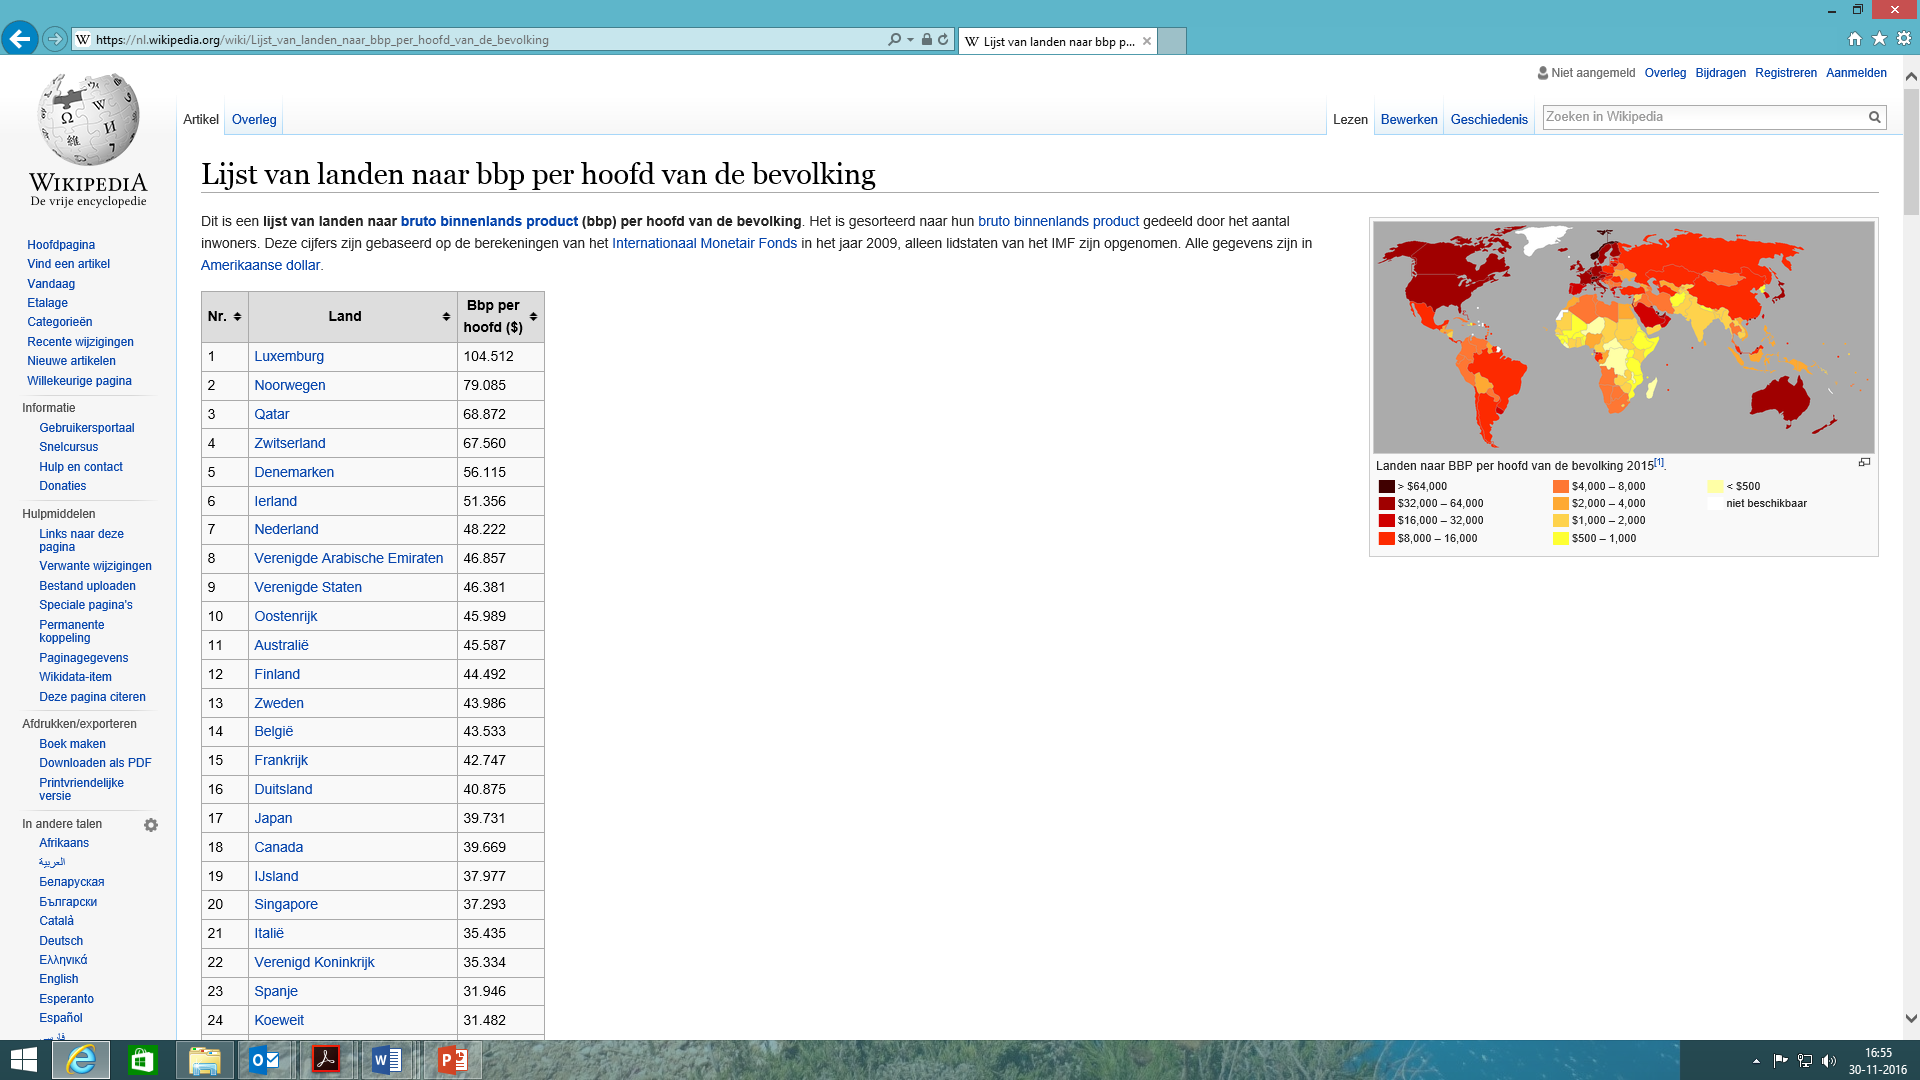 https://nl.wikipedia.org/wiki/Lijst_van_landen_naar_bbp_per_hoofd_van_de_bevolking
W Lijst van landen naar bbp p...
Niet aangemeld Overleg Bijdragen Registreren Aanmelden
Artikel Overleg
Lezen Bewerken Geschiedenis
Zoeken in Wikipedia
WIKIPEDIA
De vrije encyclopedie
Hoofdpagina
Vind een artikel
Vandaag
Etalage
Categorieën
Recente wijzigingen
Nieuwe artikelen
Willekeurige pagina
Informatie
Gebruikersportaal
Snelcursus
Hulp en contact
Donaties
Hulpmiddelen
Links naar deze
pagina
Verwante wijzigingen
Bestand uploaden
Speciale pagina's
Permanente
koppeling
Paginagegevens
Wikidata-item
Deze pagina citeren
Afdrukken/exporteren
Boek maken
Downloaden als PDF
Printvriendelijke
versie
In andere talen
Afrikaans
العربية
Беларуская
Български
Català
Deutsch
Ελληνικά
English
Esperanto
Español
Lijst van landen naar bbp per hoofd van de bevolking
Dit is een lijst van landen naar bruto binnenlands product (bbp) per hoofd van de bevolking. Het is gesorteerd naar hun bruto binnenlands product gedeeld door het aantal
inwoners. Deze cijfers zijn gebaseerd op de berekeningen van het Internationaal Monetair Fonds in het jaar 2009, alleen lidstaten van het IMF zijn opgenomen. Alle gegevens zijn in
Amerikaanse dollar.
Nr. Land Bbp per
hoofd ($)
1 Luxemburg 104.512
2 Noorwegen 79.085
3 Qatar 68.872
4 Zwitserland 67.560
5 Denemarken 56.115
6 Ierland 51.356
7 Nederland 48.222
8 Verenigde Arabische Emiraten 46.857
9 Verenigde Staten 46.381
10 Oostenrijk 45.989
11 Australië 45.587
12 Finland 44.492
13 Zweden 43.986
14 België 43.533
15 Frankrijk 42.747
16 Duitsland 40.875
17 Japan 39.731
18 Canada 39.669
19 IJsland 37.977
20 Singapore 37.293
21 Italië 35.435
22 Verenigd Koninkrijk 35.334
23 Spanje 31.946
24 Koeweit 31.482
Landen naar BBP per hoofd van de bevolking 2015[1].
> $64,000 $4,000 – 8,000 < $500
$32,000 – 64,000 $2,000 – 4,000 niet beschikbaar
$16,000 – 32,000 $1,000 – 2,000
$8,000 – 16,000 $500 – 1,000
16:55
30-11-2016